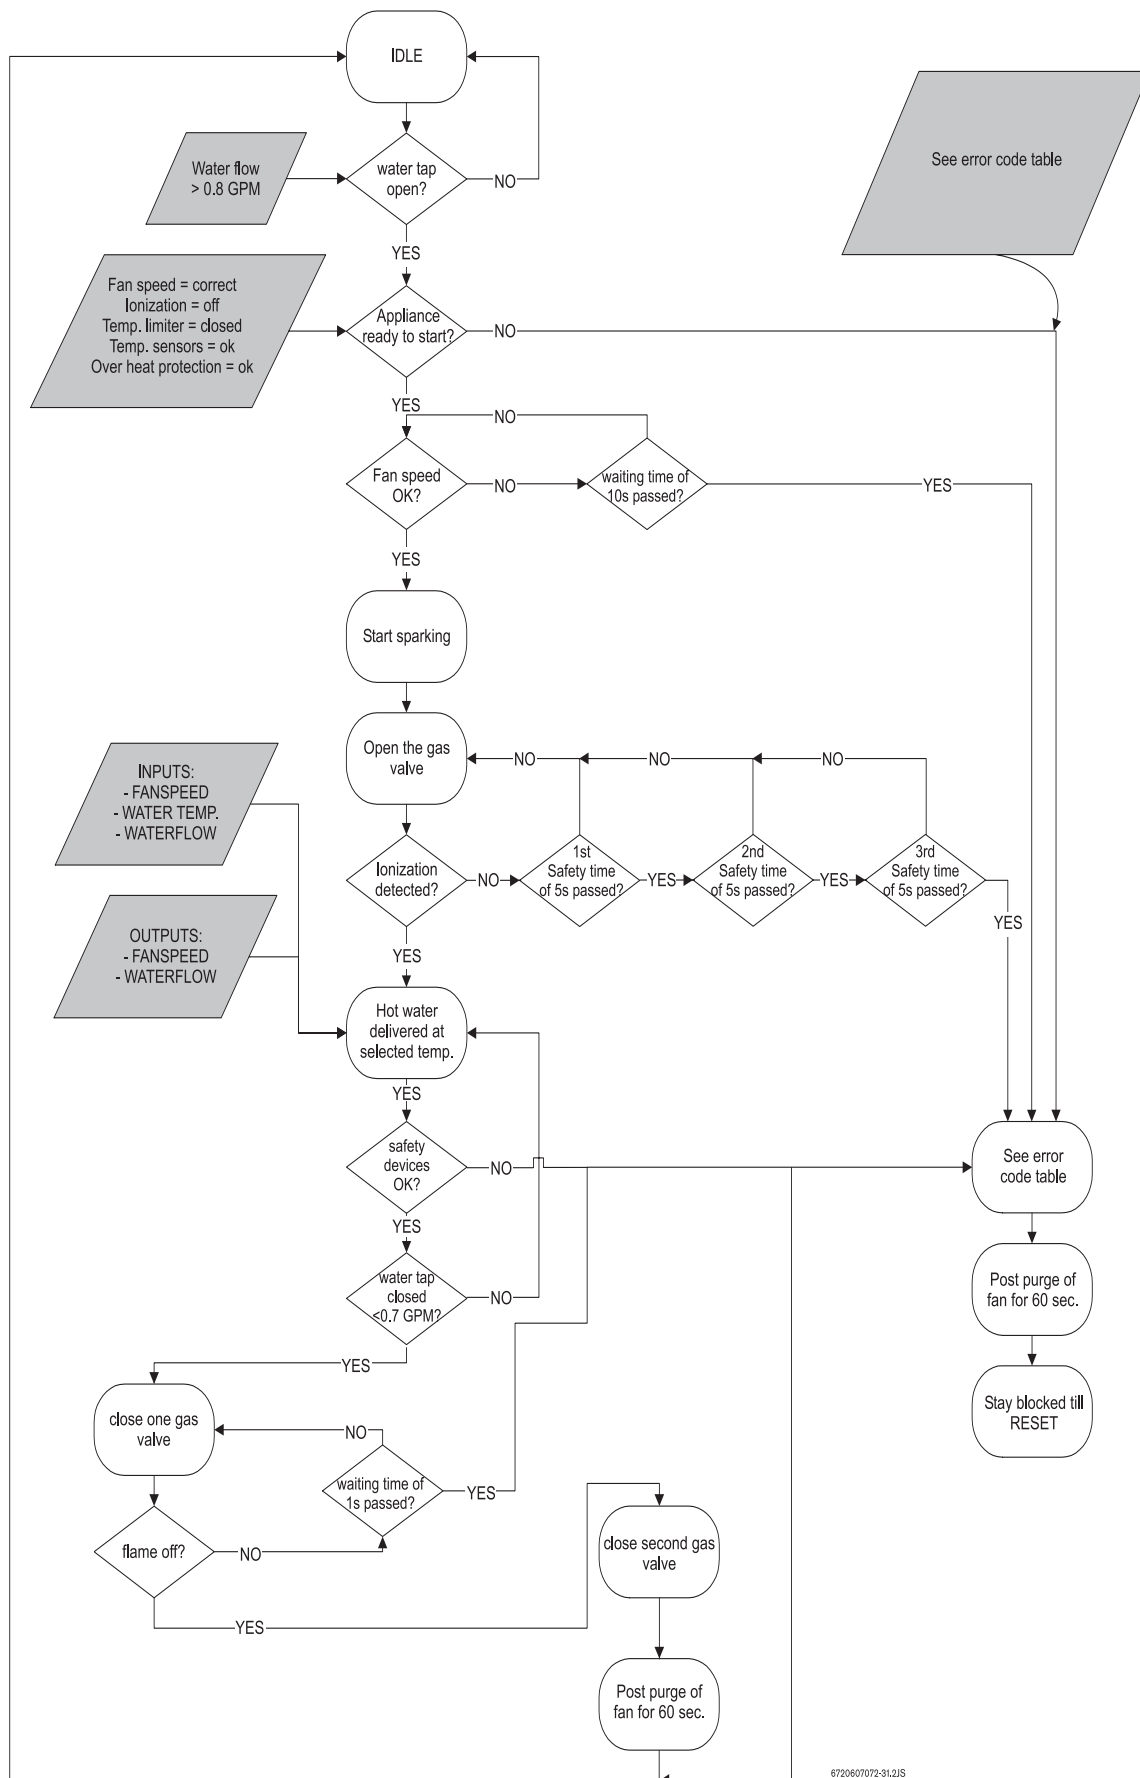 IDLE
Water flow
> 0.8 GPM
water tap
open?
NO
See error code table
YES
Fan speed = correct
Ionization = off
Temp. limiter = closed
Temp. sensors = ok
Over heat protection = ok
Appliance
ready to start?
NO
YES
NO
Fan speed
OK?
NO
waiting time of
10s passed?
YES
YES
Start sparking
Open the gas
valve
NO
NO
NO
INPUTS:
- FANSPEED
- WATER TEMP.
- WATERFLOW
Ionization
detected?
NO
1st
Safety time
of 5s passed?
YES
2nd
Safety time
of 5s passed?
YES
3rd
Safety time
of 5s passed?
YES
OUTPUTS:
- FANSPEED
- WATERFLOW
YES
Hot water
delivered at
selected temp.
YES
safety
devices
OK?
NO
See error
code table
YES
water tap
closed
<0.7 GPM?
NO
Post purge of
fan for 60 sec.
YES
close one gas
valve
NO
Stay blocked till
RESET
waiting time of
1s passed?
YES
flame off?
NO
close second gas
valve
YES
Post purge of
fan for 60 sec.
6720607072-31.2JS